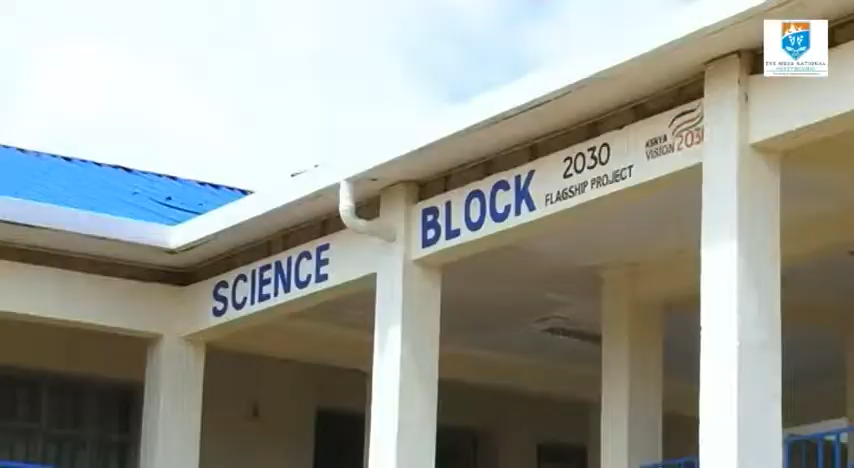 SCIENCE BLOCK
2030
FLAGSHIP PROJECT
KENYA
VISION 2030